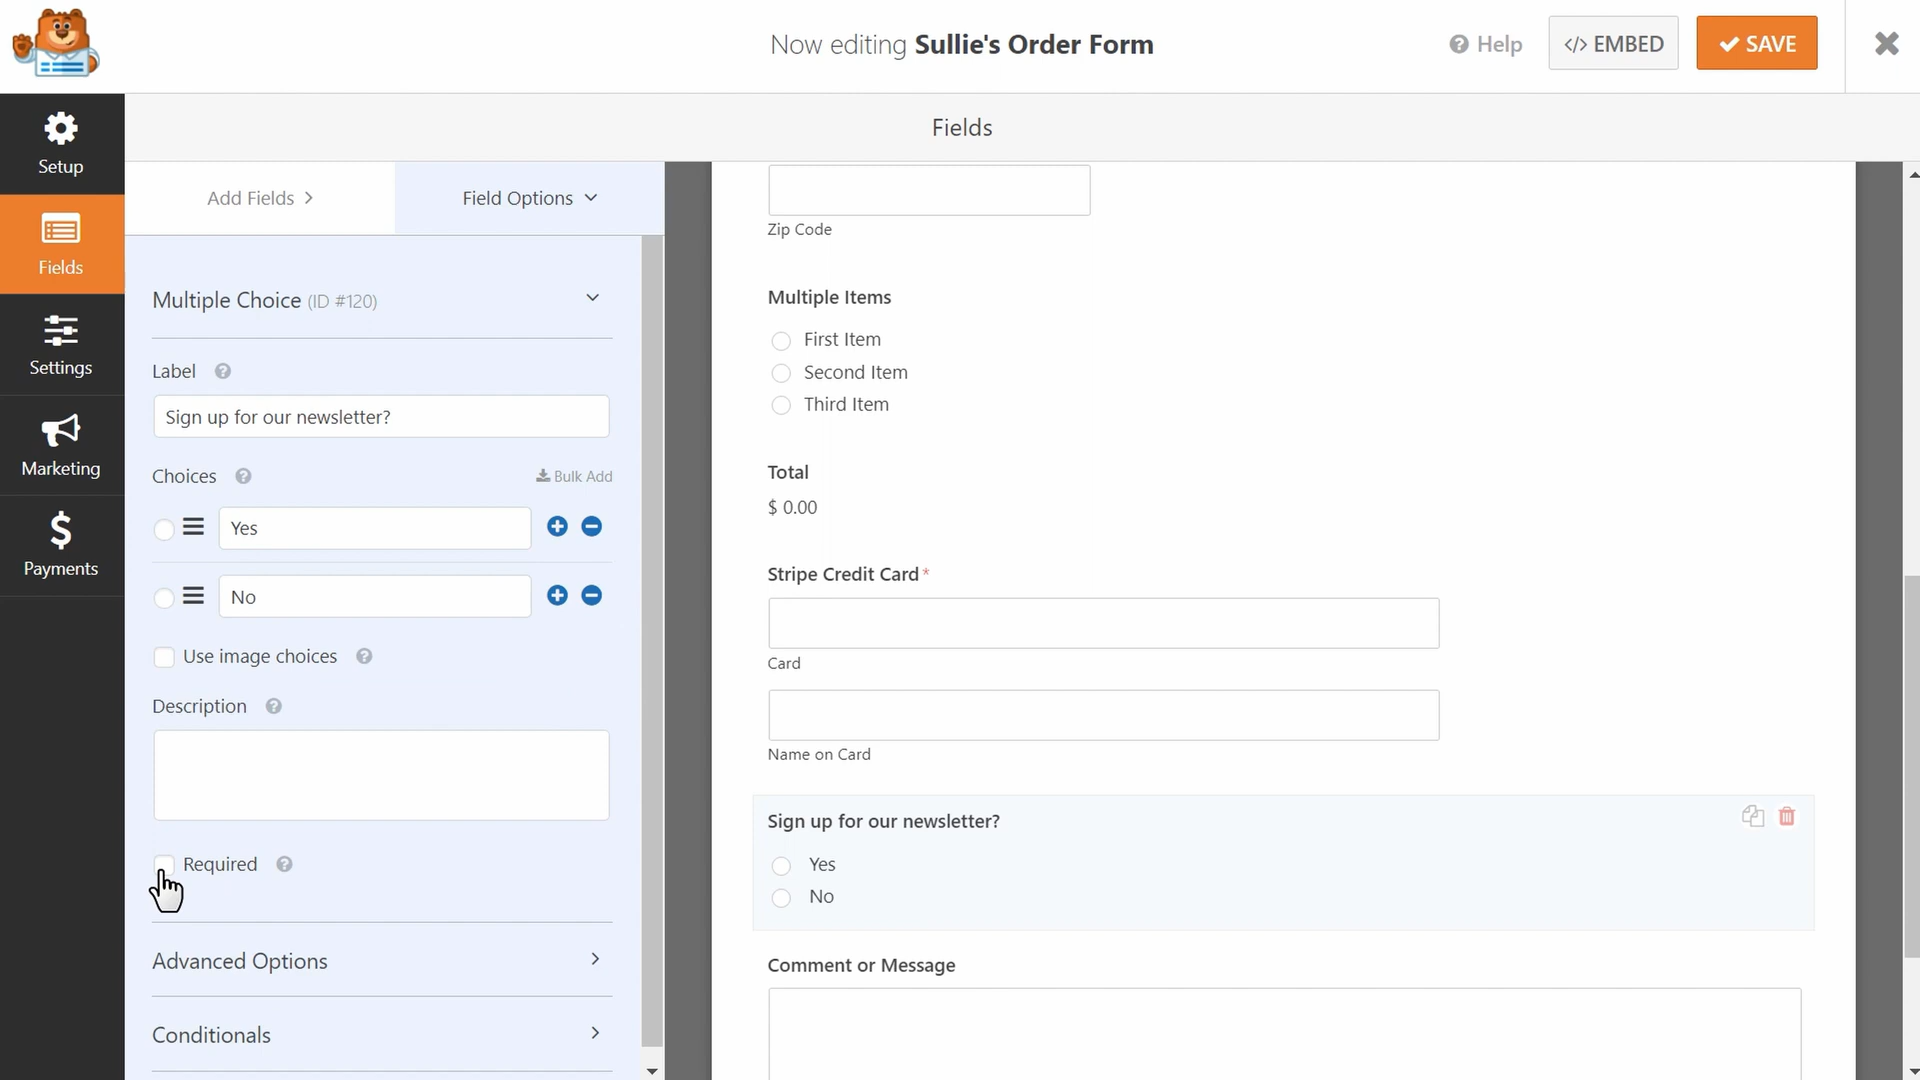 Now editing Sullie's Order Form
Help
</> EMBED
SAVE
Setup
Fields
Settings
Marketing
Payments
Fields
Add Fields
Field Options
Multiple Choice (ID #120)
Label
Sign up for our newsletter?
Choices
Bulk Add
Yes
No
Use image choices
Description
Required
Advanced Options
Conditionals
Zip Code
Multiple Items
First Item
Second Item
Third Item
Total
$ 0.00
Stripe Credit Card *
Card
Name on Card
Sign up for our newsletter?
Yes
No
Comment or Message